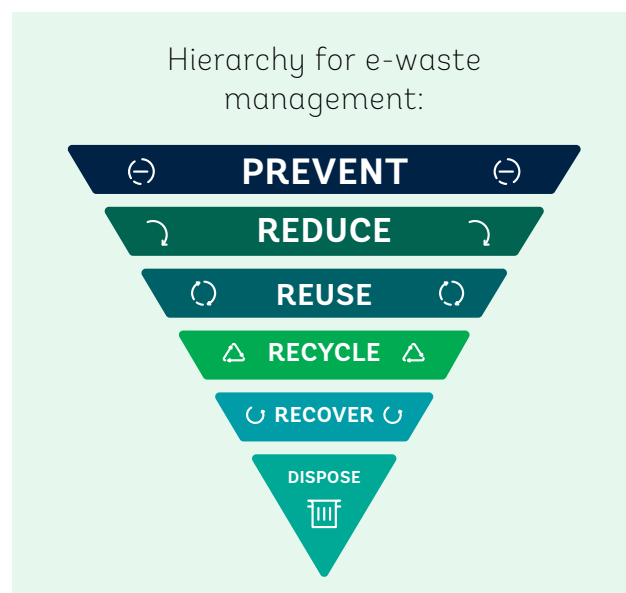 Hierarchy for e-waste
management:
PREVENT
REDUCE
REUSE
RECYCLE
RECOVER
DISPOSE